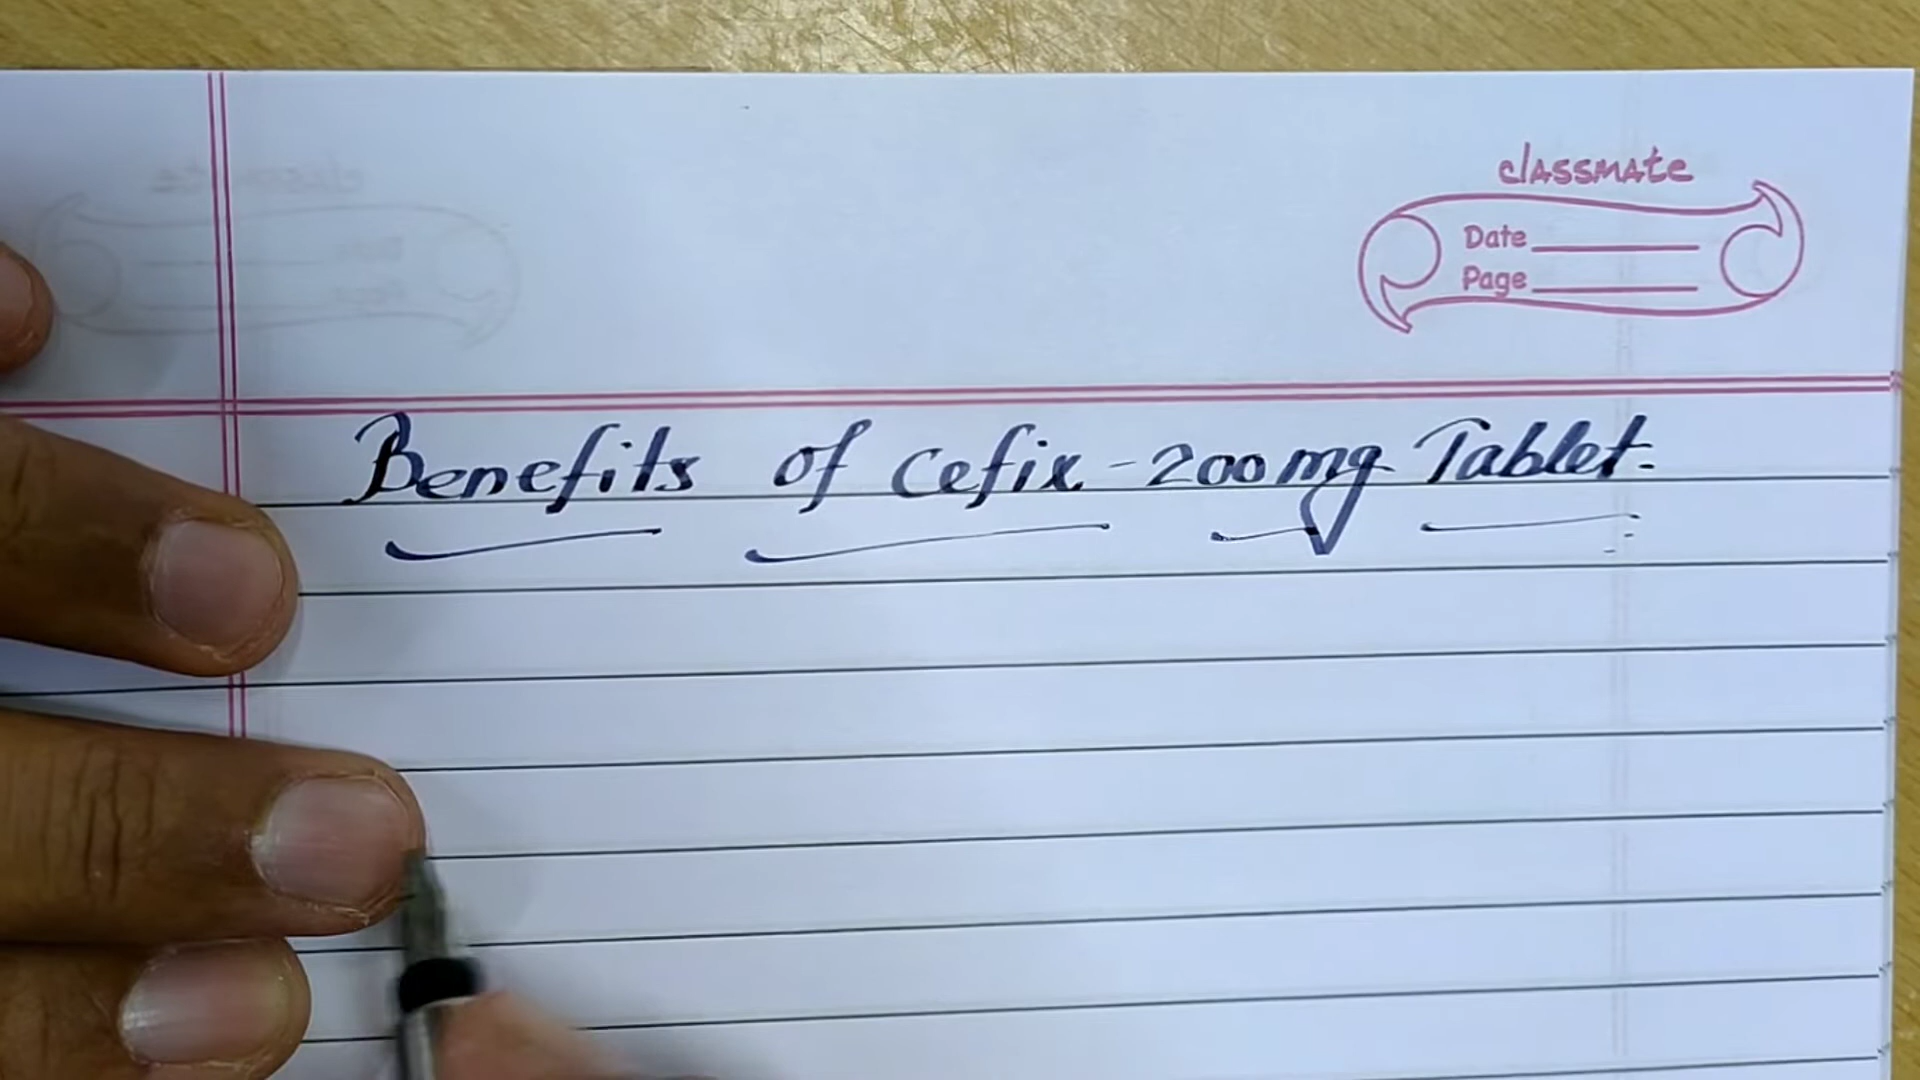 classmate
Date
Page
Benefits of Cefix-200mg Tablet.